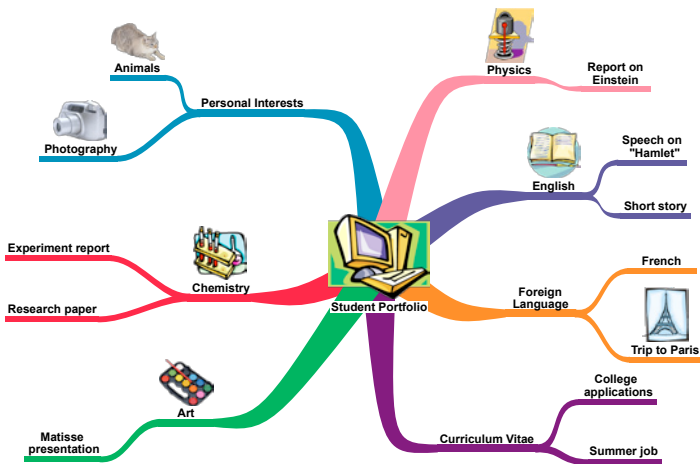 Animals
Personal Interests
Photography
Physics
Report on
Einstein
Speech on
"Hamlet"
English
Short story
Experiment report
Chemistry
Research paper
Student Portfolio
French
Foreign
Language
Trip to Paris
Art
Matisse
presentation
College
applications
Curriculum Vitae
Summer job